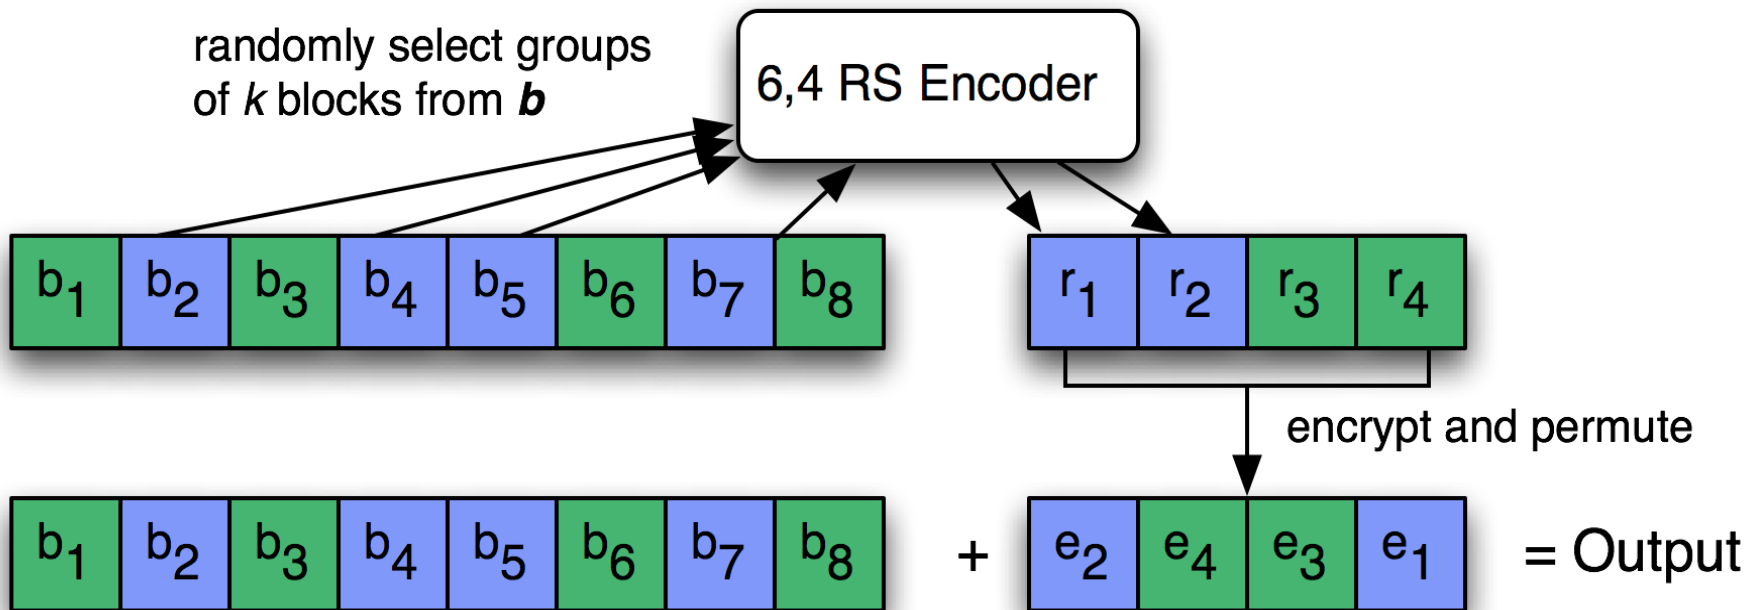 randomly select groups
of k blocks from b
6,4 RS Encoder
b1 b2 b3 b4 b5 b6 b7 b8
r1 r2 r3 r4
encrypt and permute
b1 b2 b3 b4 b5 b6 b7 b8 + e2 e4 e3 e1 = Output